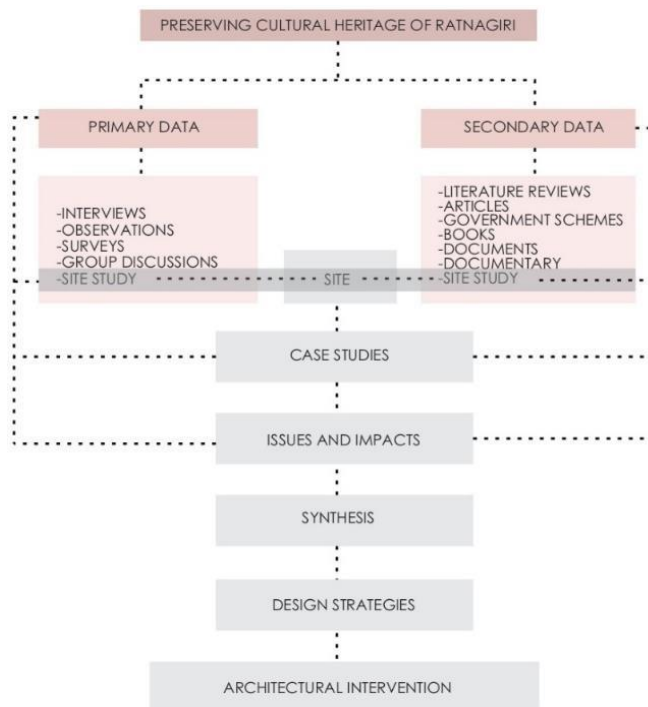 PRESERVING CULTURAL HERITAGE OF RATNAGIRI
PRIMARY DATA
SECONDARY DATA
-INTERVIEWS
-OBSERVATIONS
-SURVEYS
-GROUP DISCUSSIONS
-SITE STUDY
SITE
-LITERATURE REVIEWS
-ARTICLES
-GOVERNMENT SCHEMES
-BOOKS
-DOCUMENTS
-DOCUMENTARY
-SITE STUDY
CASE STUDIES
ISSUES AND IMPACTS
SYNTHESIS
DESIGN STRATEGIES
ARCHITECTURAL INTERVENTION